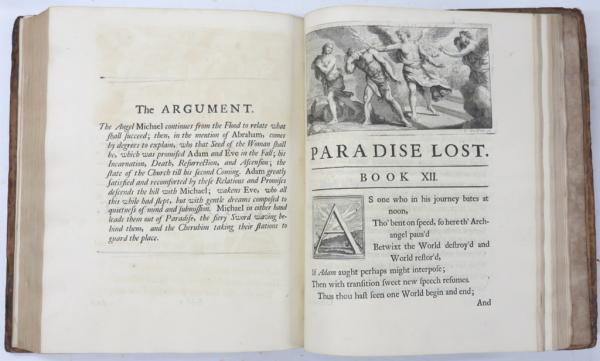 The ARGUMENT.
The Angel Michael continues from the Flood to relate what
shall succeed; then, in the mention of Abraham, comes
by degrees to explain, who that Seed of the Woman shall
be, which was promised Adam and Eve in the Fall; his
Incarnation, Death, Resurrection, and Ascension; the
state of the Church till his second Coming. Adam greatly
satisfied and recomforted by these Relations and Promises
descends the hill with Michael; wakens Eve, who all
this while had slept, but with gentle dreams composed to
quietness of mind and submission. Michael in either hand
leads them out of Paradise, the fiery Sword waving be-
hind them, and the Cherubim taking their stations to
guard the place.
PARADISE LOST.
BOOK XII.
AS one who in his journey bates at
noon,
Tho' bent on speed, so here th' Arch-
angel paus'd
Betwixt the World destroy'd and
World restor'd,
If Adam aught perhaps might interpose;
Then with transition sweet new speech resumes.
Thus thou hast seen one World begin and end;
And